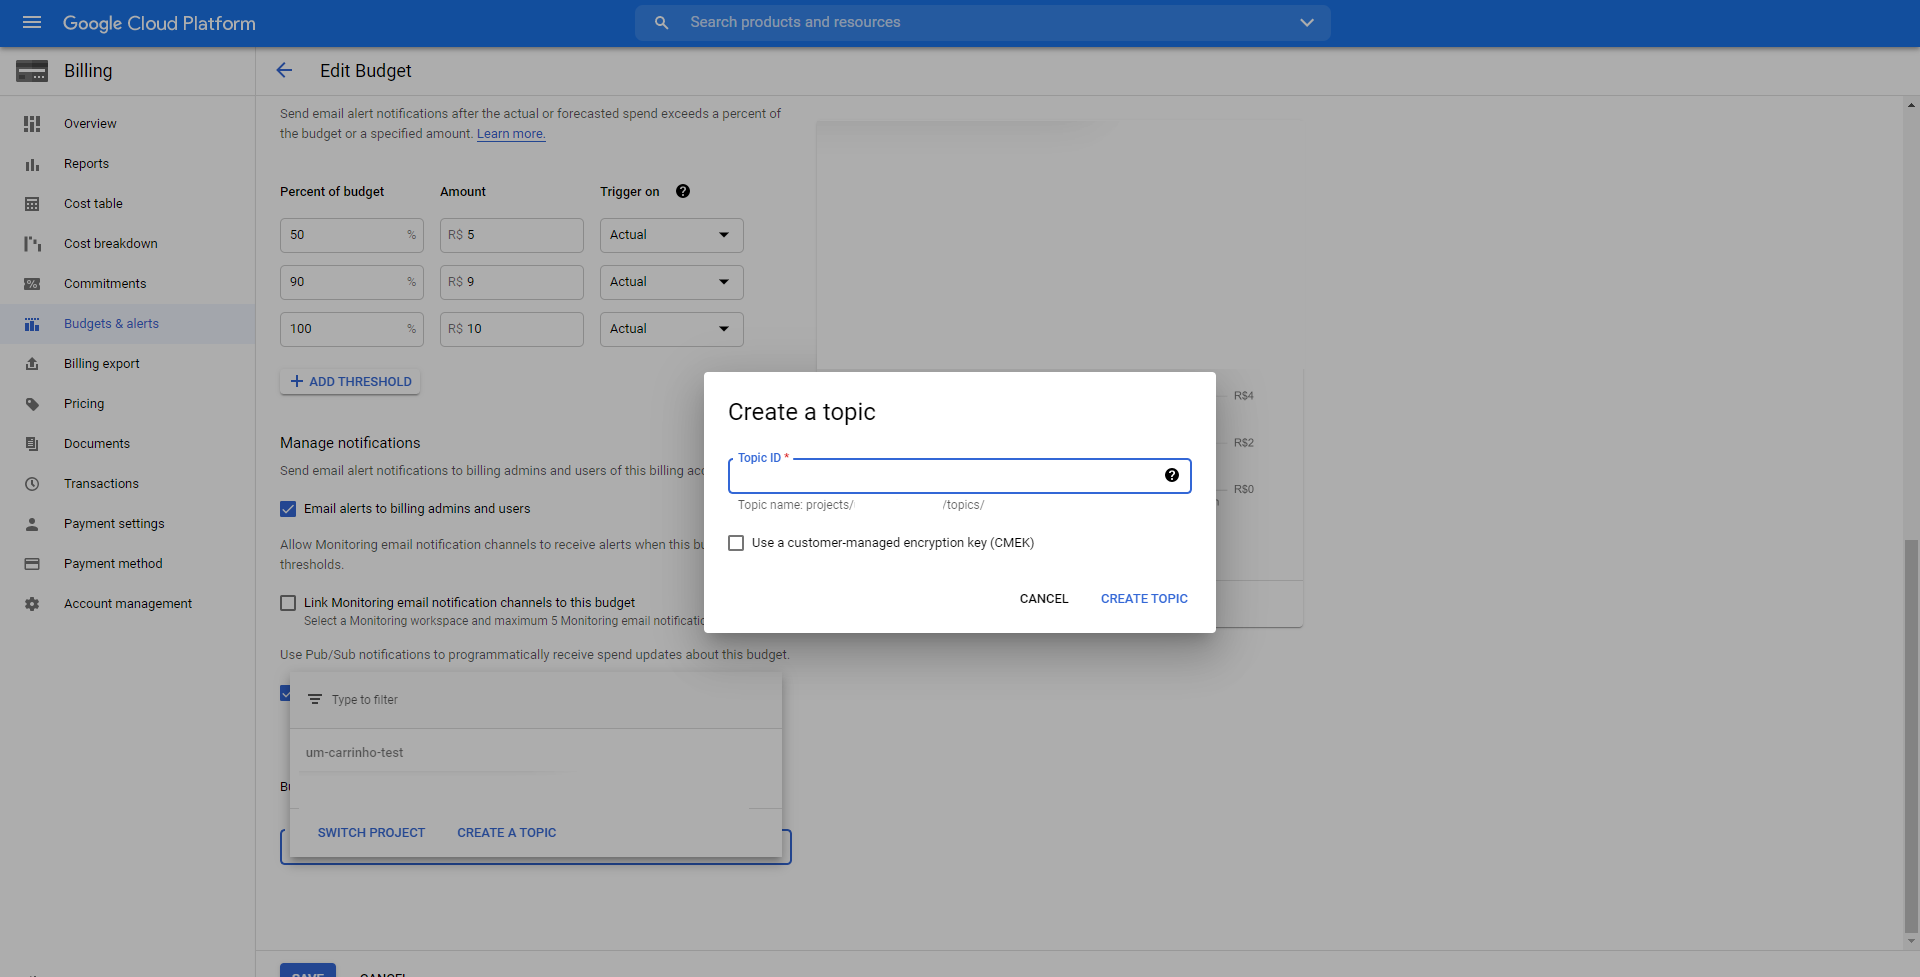 Google Cloud Platform
Search products and resources
Billing
Edit Budget
Overview
Reports
Cost table
Cost breakdown
Commitments
Budgets & alerts
Billing export
Pricing
Documents
Transactions
Payment settings
Payment method
Account management
Send email alert notifications after the actual or forecasted spend exceeds a percent of
the budget or a specified amount. Learn more.
Percent of budget Amount Trigger on
50 % R$ 5 Actual
90 % R$ 9 Actual
100 % R$ 10 Actual
ADD THRESHOLD
Manage notifications
Send email alert notifications to billing admins and users of this billing
Email alerts to billing admins and users
Allow Monitoring email notification channels to receive alerts when this
thresholds.
Link Monitoring email notification channels to this budget
Select a Monitoring workspace and maximum 5 Monitoring email
Use Pub/Sub notifications to programmatically receive spend updates about this budget.
Type to filter
um-carrinho-test
SWITCH PROJECT CREATE A TOPIC
R$4
R$2
R$0
Create a topic
Topic ID *
Topic name: projects/ /topics/
Use a customer-managed encryption key (CMEK)
CANCEL CREATE TOPIC
SAVE CANCEL